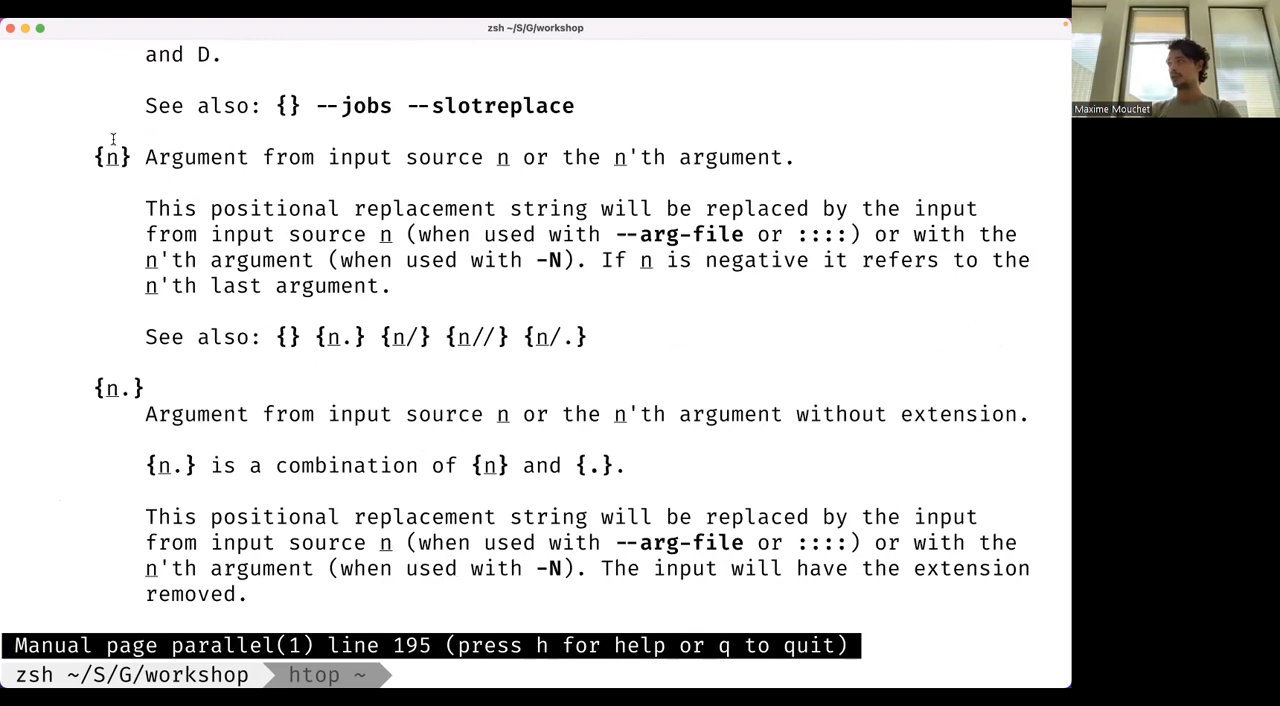 zsh ~/S/G/workshop
and D.
See also: {} --jobs --slotreplace
{n} Argument from input source n or the n'th argument.
This positional replacement string will be replaced by the input
from input source n (when used with --arg-file or ::::) or with the
n'th argument (when used with -N). If n is negative it refers to the
n'th last argument.
See also: {} {n.} {n/} {n//} {n/.}
{n.}
Argument from input source n or the n'th argument without extension.
{n.} is a combination of {n} and {.}.
This positional replacement string will be replaced by the input
from input source n (when used with --arg-file or ::::) or with the
n'th argument (when used with -N). The input will have the extension
removed.
Manual page parallel(1) line 195 (press h for help or q to quit)
zsh ~/S/G/workshop htop ~
Maxime Mouchet